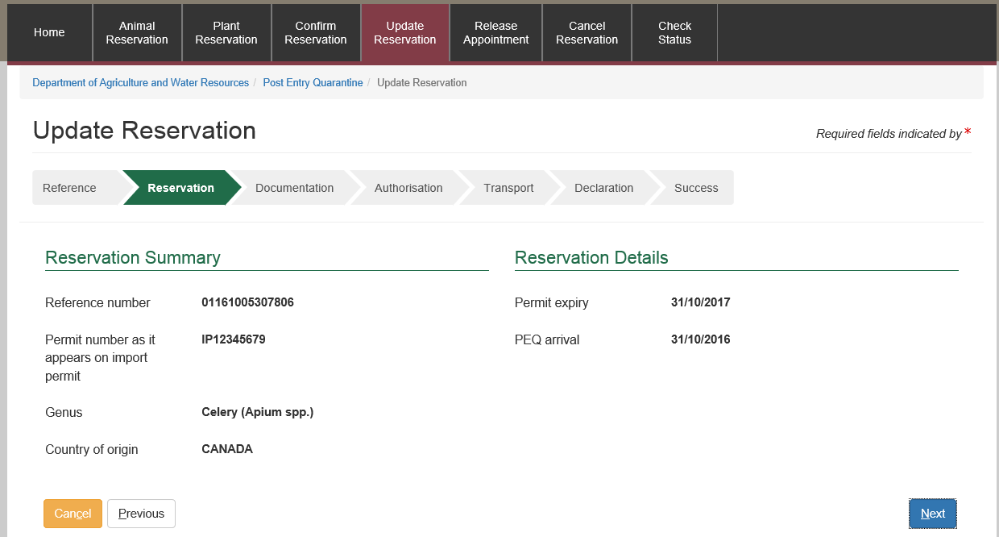 Home
Animal Reservation
Plant Reservation
Confirm Reservation
Update Reservation
Release Appointment
Cancel Reservation
Check Status
Department of Agriculture and Water Resources / Post Entry Quarantine / Update Reservation
Update Reservation
Required fields indicated by *
Reference Reservation Documentation Authorisation Transport Declaration Success
Reservation Summary
Reference number 01161005307806
Permit number as it IP12345679
appears on import
permit
Genus Celery (Apium spp.)
Country of origin CANADA
Reservation Details
Permit expiry 31/10/2017
PEQ arrival 31/10/2016
Cancel Previous Next